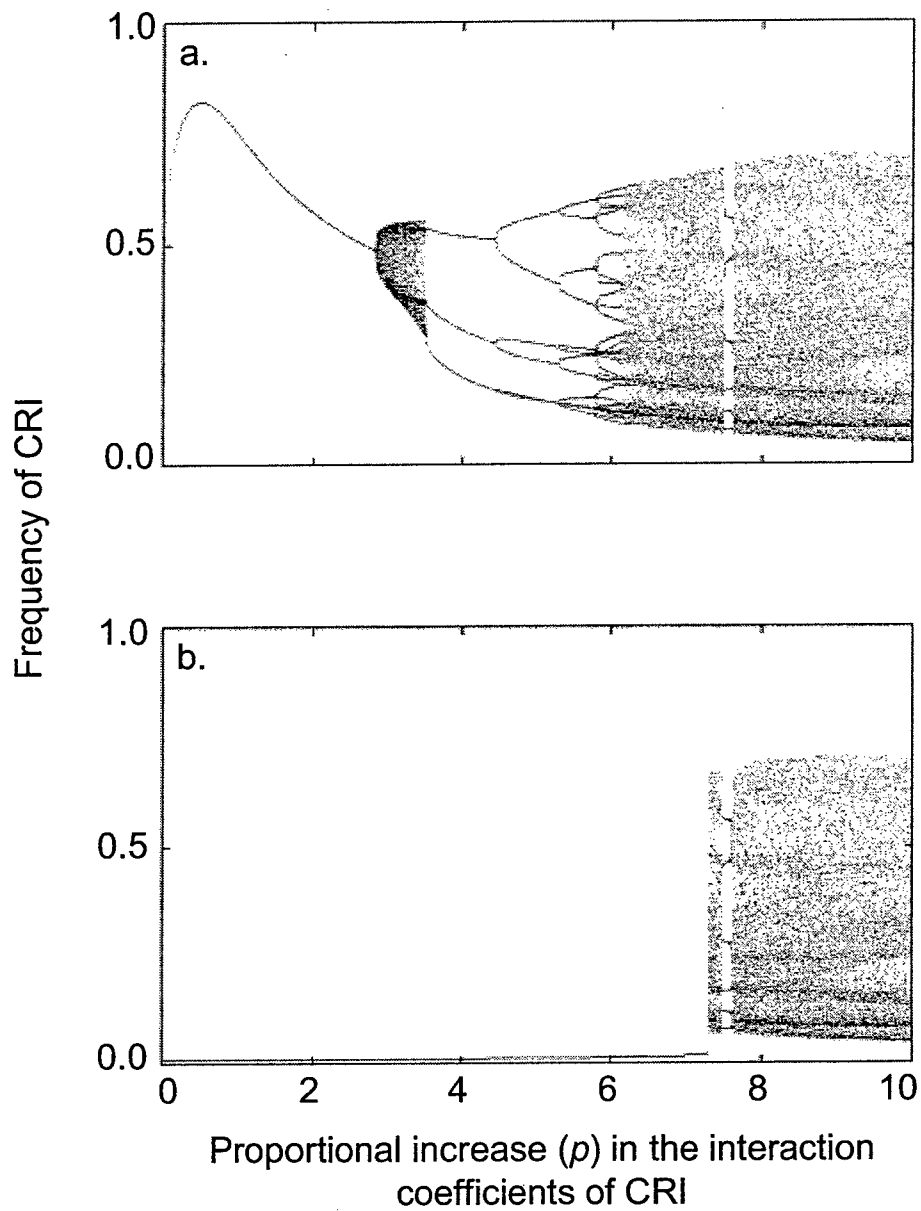 1.0
a.
0.5
0.0
Frequency of CRI
1.0
b.
0.5
0.0
0 2 4 6 8 10
Proportional increase (p) in the interaction
coefficients of CRI